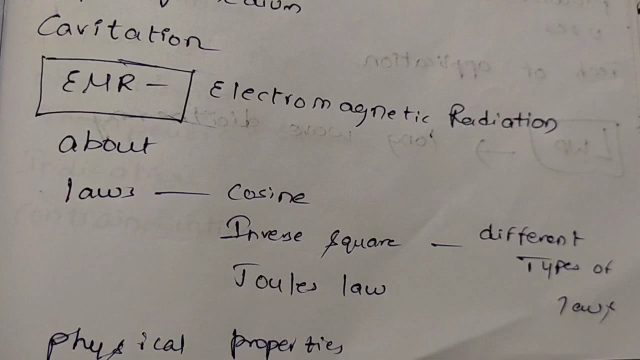 Cavitation
EMR — Electromagnetic Radiation
about
laws — Cosine
Inverse square — different Types of laws
Joules law
physical properties